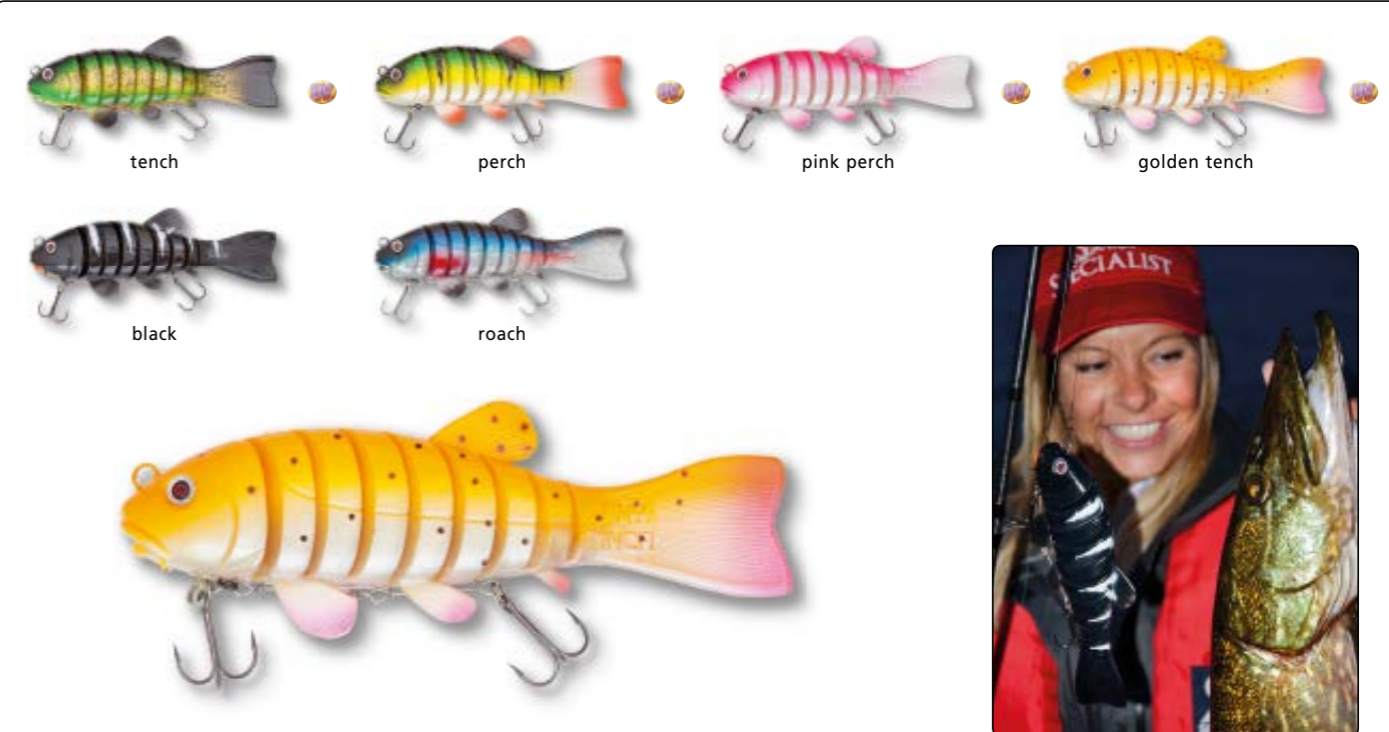 tench
perch
pink perch
golden tench
black
roach
SPECIALIST